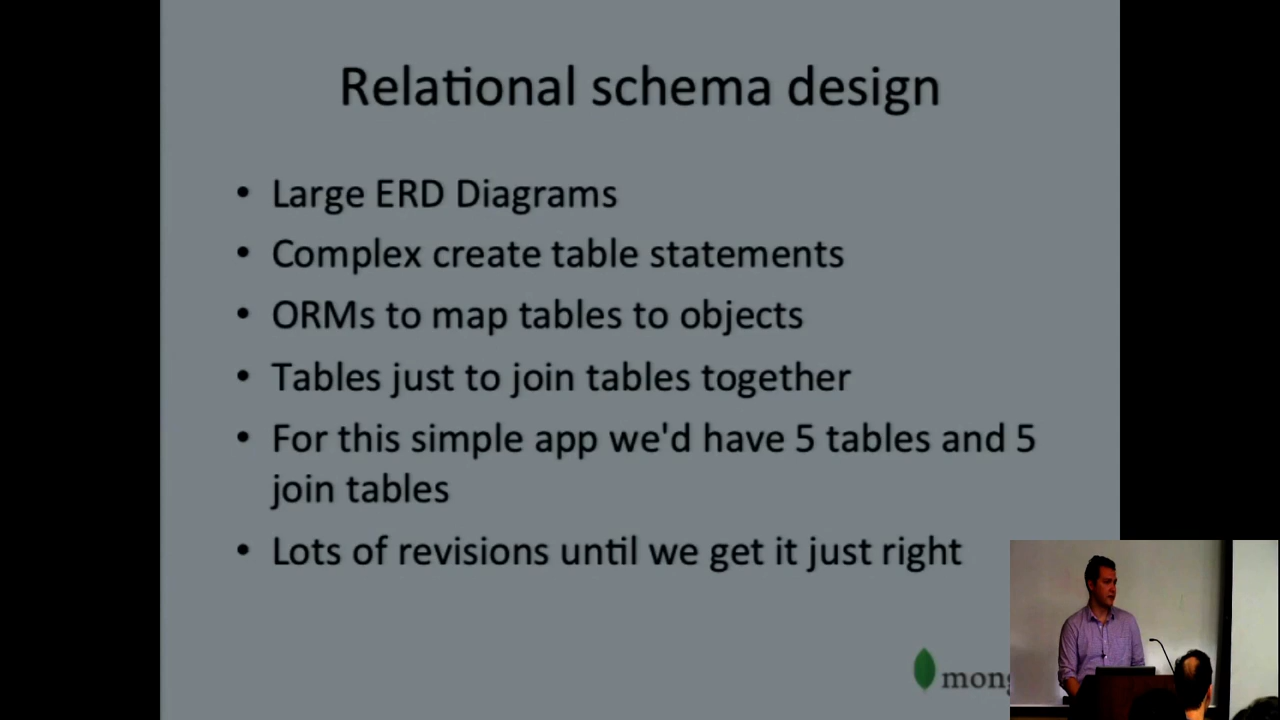 Relational schema design
• Large ERD Diagrams
• Complex create table statements
• ORMs to map tables to objects
• Tables just to join tables together
• For this simple app we'd have 5 tables and 5
join tables
• Lots of revisions until we get it just right
mong